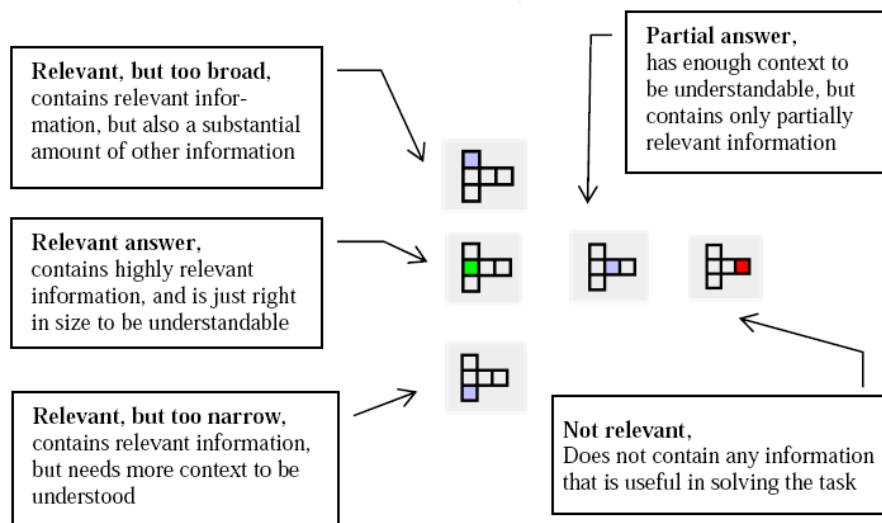 Relevant, but too broad,
contains relevant infor-
mation, but also a substantial
amount of other information
Partial answer,
has enough context to
be understandable, but
contains only partially
relevant information
Relevant answer,
contains highly relevant
information, and is just right
in size to be understandable
Relevant, but too narrow,
contains relevant information,
but needs more context to be
understood
Not relevant,
Does not contain any information
that is useful in solving the task